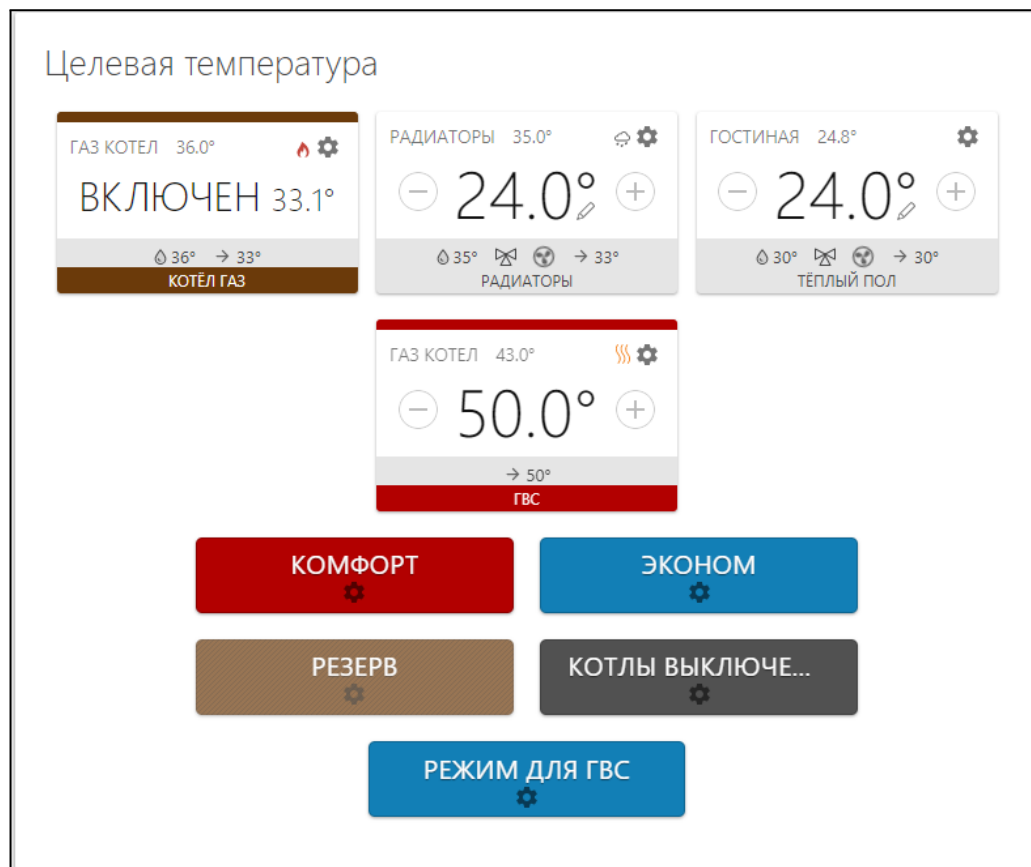 Целевая температура
ГАЗ КОТЕЛ 36.0°
ВКЛЮЧЕН 33.1°
36° → 33°
КОТЁЛ ГАЗ
РАДИАТОРЫ 35.0°
24.0°
35° → 33°
РАДИАТОРЫ
ГОСТИНАЯ 24.8°
24.0°
30° → 30°
ТЁПЛЫЙ ПОЛ
ГАЗ КОТЕЛ 43.0°
50.0°
→ 50°
ГВС
КОМФОРТ
ЭКОНОМ
РЕЗЕРВ
КОТЛЫ ВЫКЛЮЧЕ...
РЕЖИМ ДЛЯ ГВС